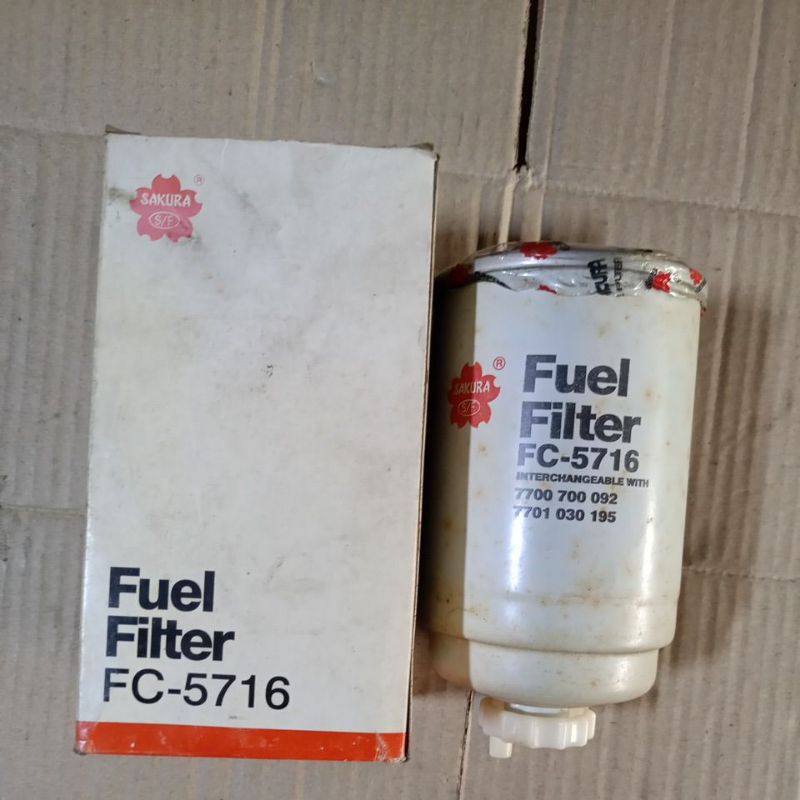 SAKURA
®
S/F
Fuel
Filter
FC-5716
SAKURA
®
S/F
Fuel
Filter
FC-5716
INTERCHANGEABLE WITH
7700 700 092
7701 030 195